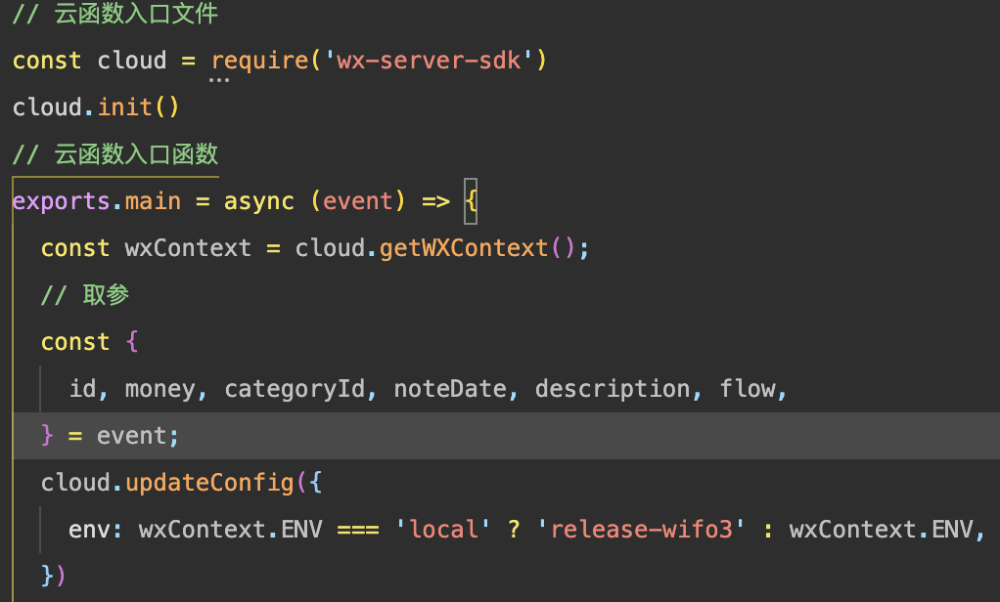 // 云函数入口文件
const cloud = require('wx-server-sdk')
cloud.init()
// 云函数入口函数
exports.main = async (event) => {
const wxContext = cloud.getWXContext();
// 取参
const {
id, money, categoryId, noteDate, description, flow,
} = event;
cloud.updateConfig({
env: wxContext.ENV === 'local' ? 'release-wifo3' : wxContext.ENV,
})